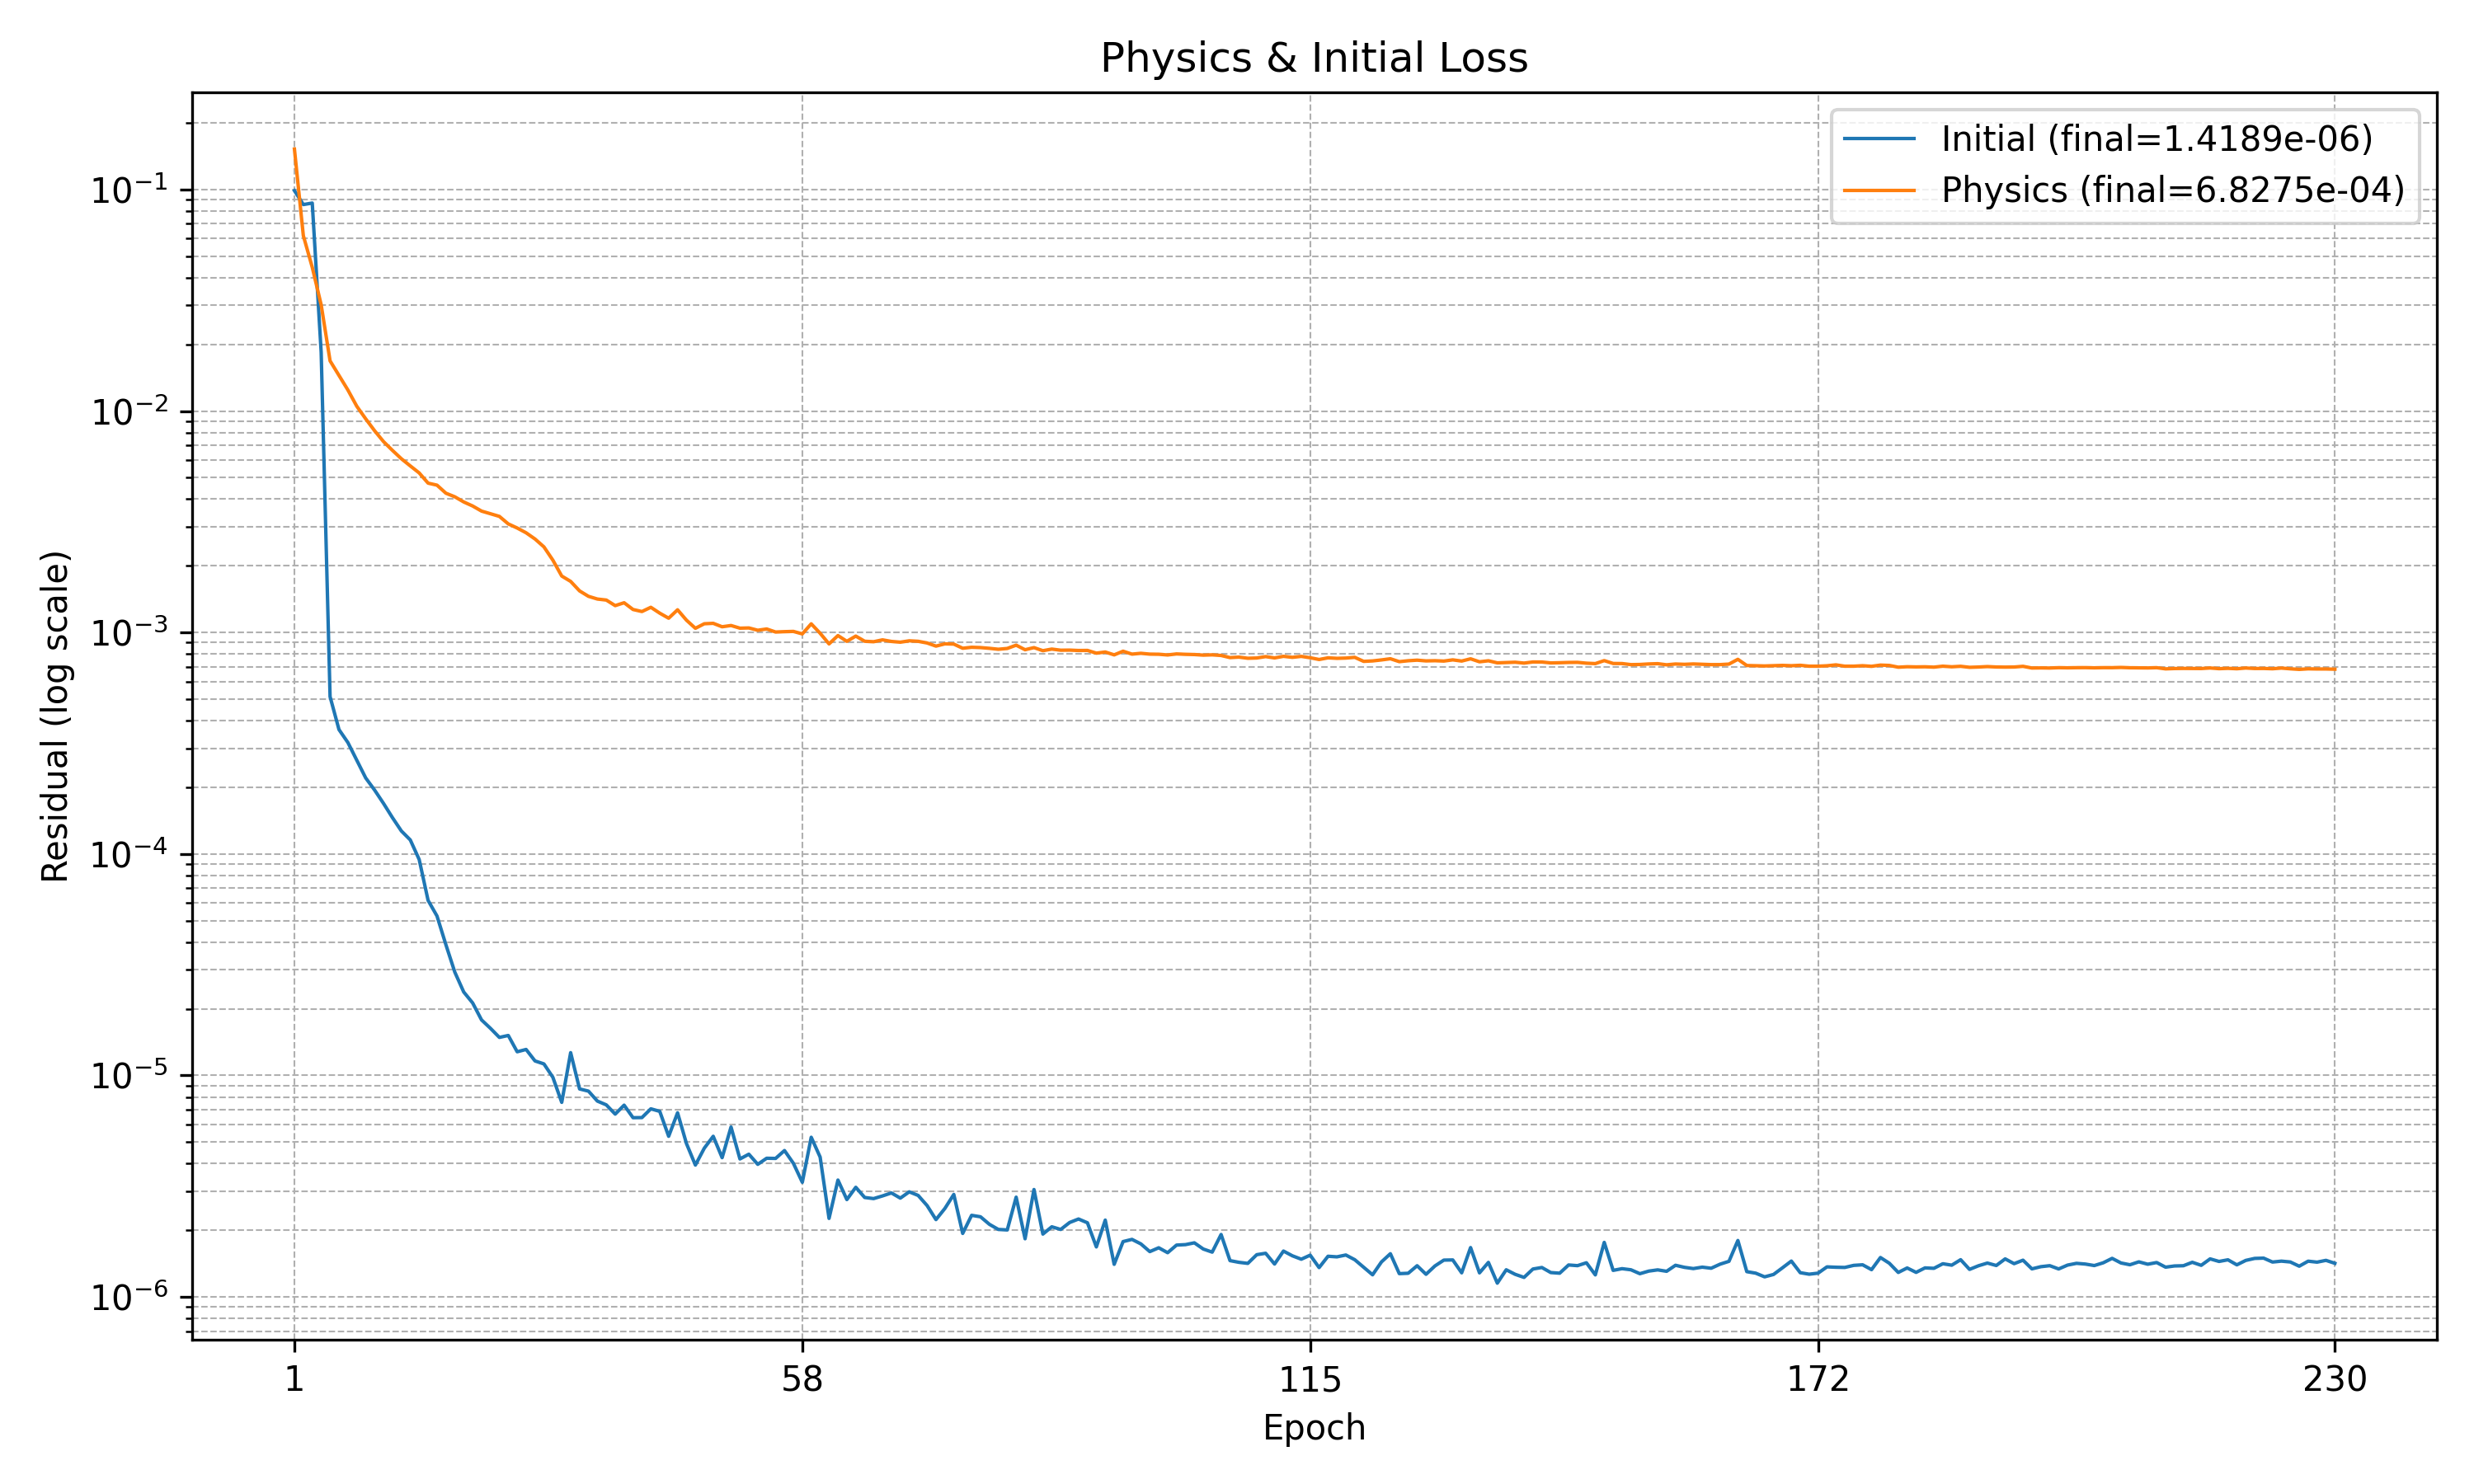 Physics & Initial Loss
Initial (final=1.4189e-06)
Physics (final=6.8275e-04)
Residual (log scale)
10⁻¹
10⁻²
10⁻³
10⁻⁴
10⁻⁵
10⁻⁶
1 58 115 172 230
Epoch